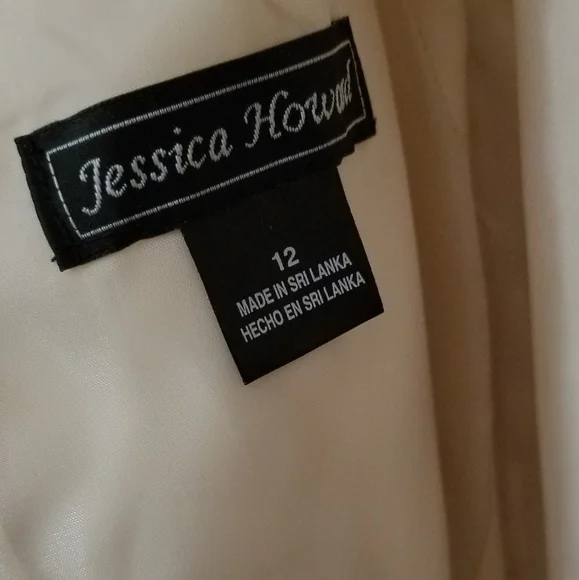 Jessica Howard
12
MADE IN SRI LANKA
HECHO EN SRI LANKA